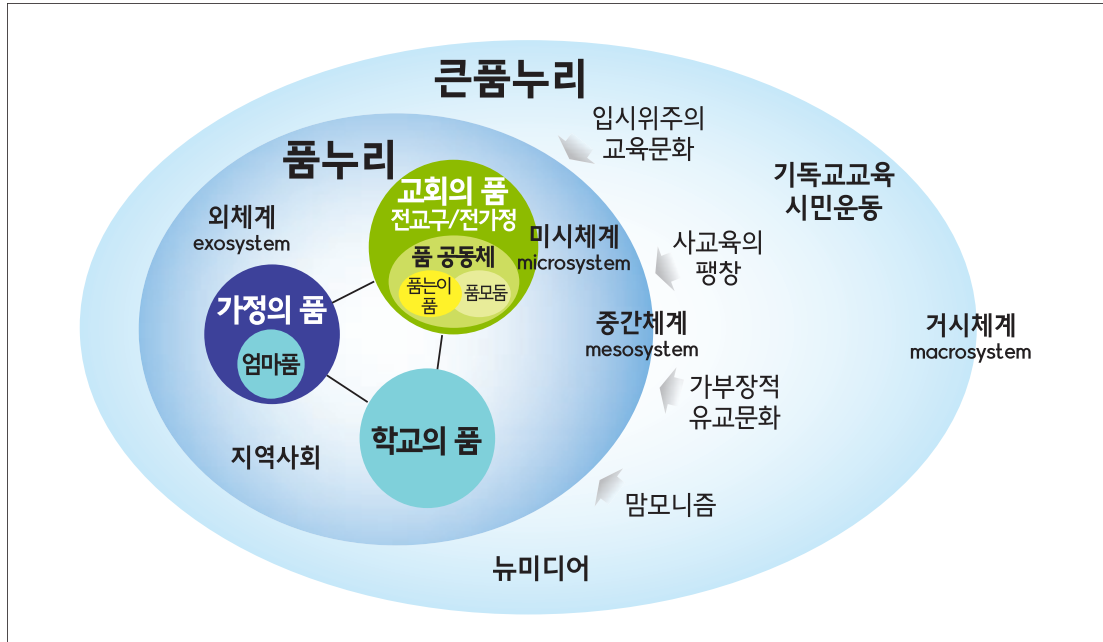 큰품누리
입시위주의
교육문화
품누리
기독교교육
시민운동
교회의 품
전교구/전가정
외체계
exosystem
미시체계
microsystem
사교육의
팽창
품 공동체
품는이
품
품모둠
가정의 품
중간체계
mesosystem
거시체계
macrosystem
엄마품
가부장적
유교문화
학교의 품
지역사회
맘모니즘
뉴미디어